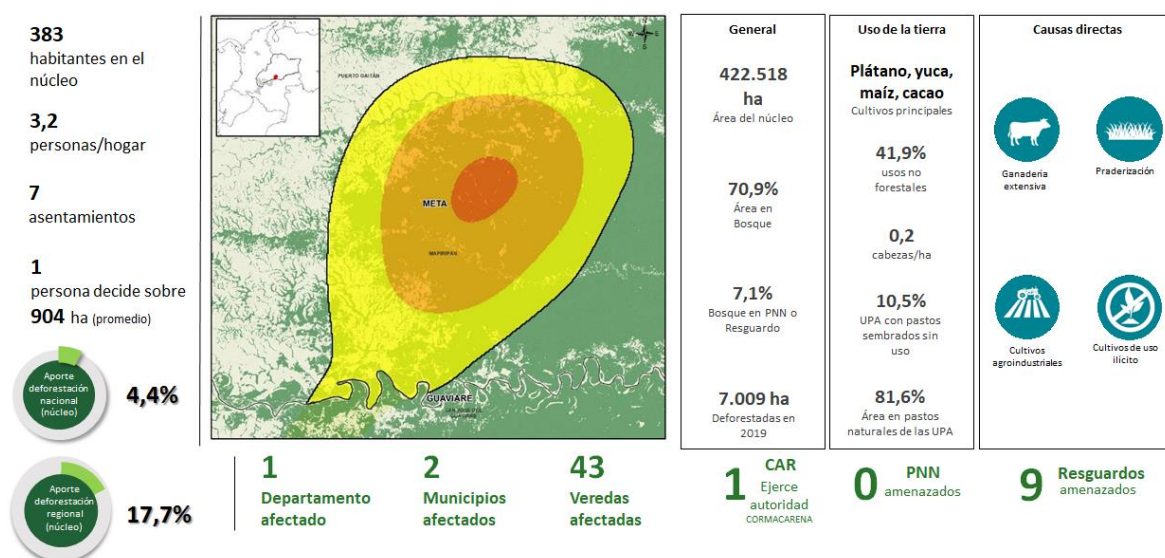 383
habitantes en el
núcleo
3,2
personas/hogar
7
asentamientos
1
persona decide sobre
904 ha (promedio)
Aporte
deforestación
nacional
(núcleo)
4,4%
Aporte
deforestación
regional
(núcleo)
17,7%
PUERTO GAITÁN
META
MAPIRIPÁN
GUAVIARE
SAN JOSÉ DEL
GUAVIARE
1
Departamento
afectado
2
Municipios
afectados
43
Veredas
afectadas
General
422.518
ha
Área del núcleo
70,9%
Área en
Bosque
7,1%
Bosque en PNN o
Resguardo
7.009 ha
Deforestadas en
2019
Uso de la tierra
Plátano, yuca,
maíz, cacao
Cultivos principales
41,9%
usos no
forestales
0,2
cabezas/ha
10,5%
UPA con pastos
sembrados sin
uso
81,6%
Área en pastos
naturales de las UPA
Causas directas
Ganadería
extensiva
Praderización
Cultivos
agroindustriales
Cultivos de uso
ilícito
1 CAR
Ejerce
autoridad
CORMACARENA
0 PNN
amenazados
9 Resguardos
amenazados